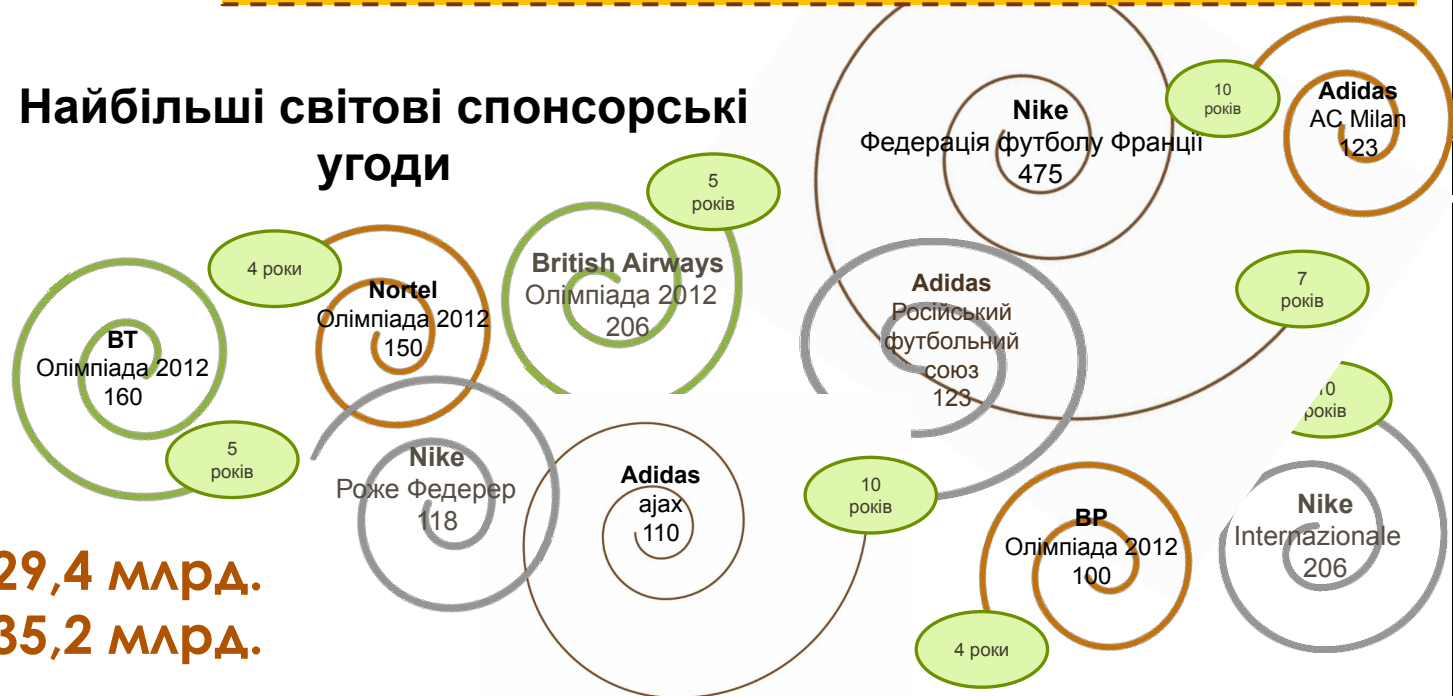 Найбільші світові спонсорські
угоди
Nike
Федерація футболу Франції
475
10
років
Adidas
AC Milan
123
5
років
4 роки
British Airways
Олімпіада 2012
206
Nortel
Олімпіада 2012
150
BT
Олімпіада 2012
160
5
років
Adidas
Російський
футбольний
союз
123
7
років
10
років
Nike
Роже Федерер
118
Adidas
ajax
110
10
років
BP
Олімпіада 2012
100
4 роки
Nike
Internazionale
206
29,4 млрд.
35,2 млрд.